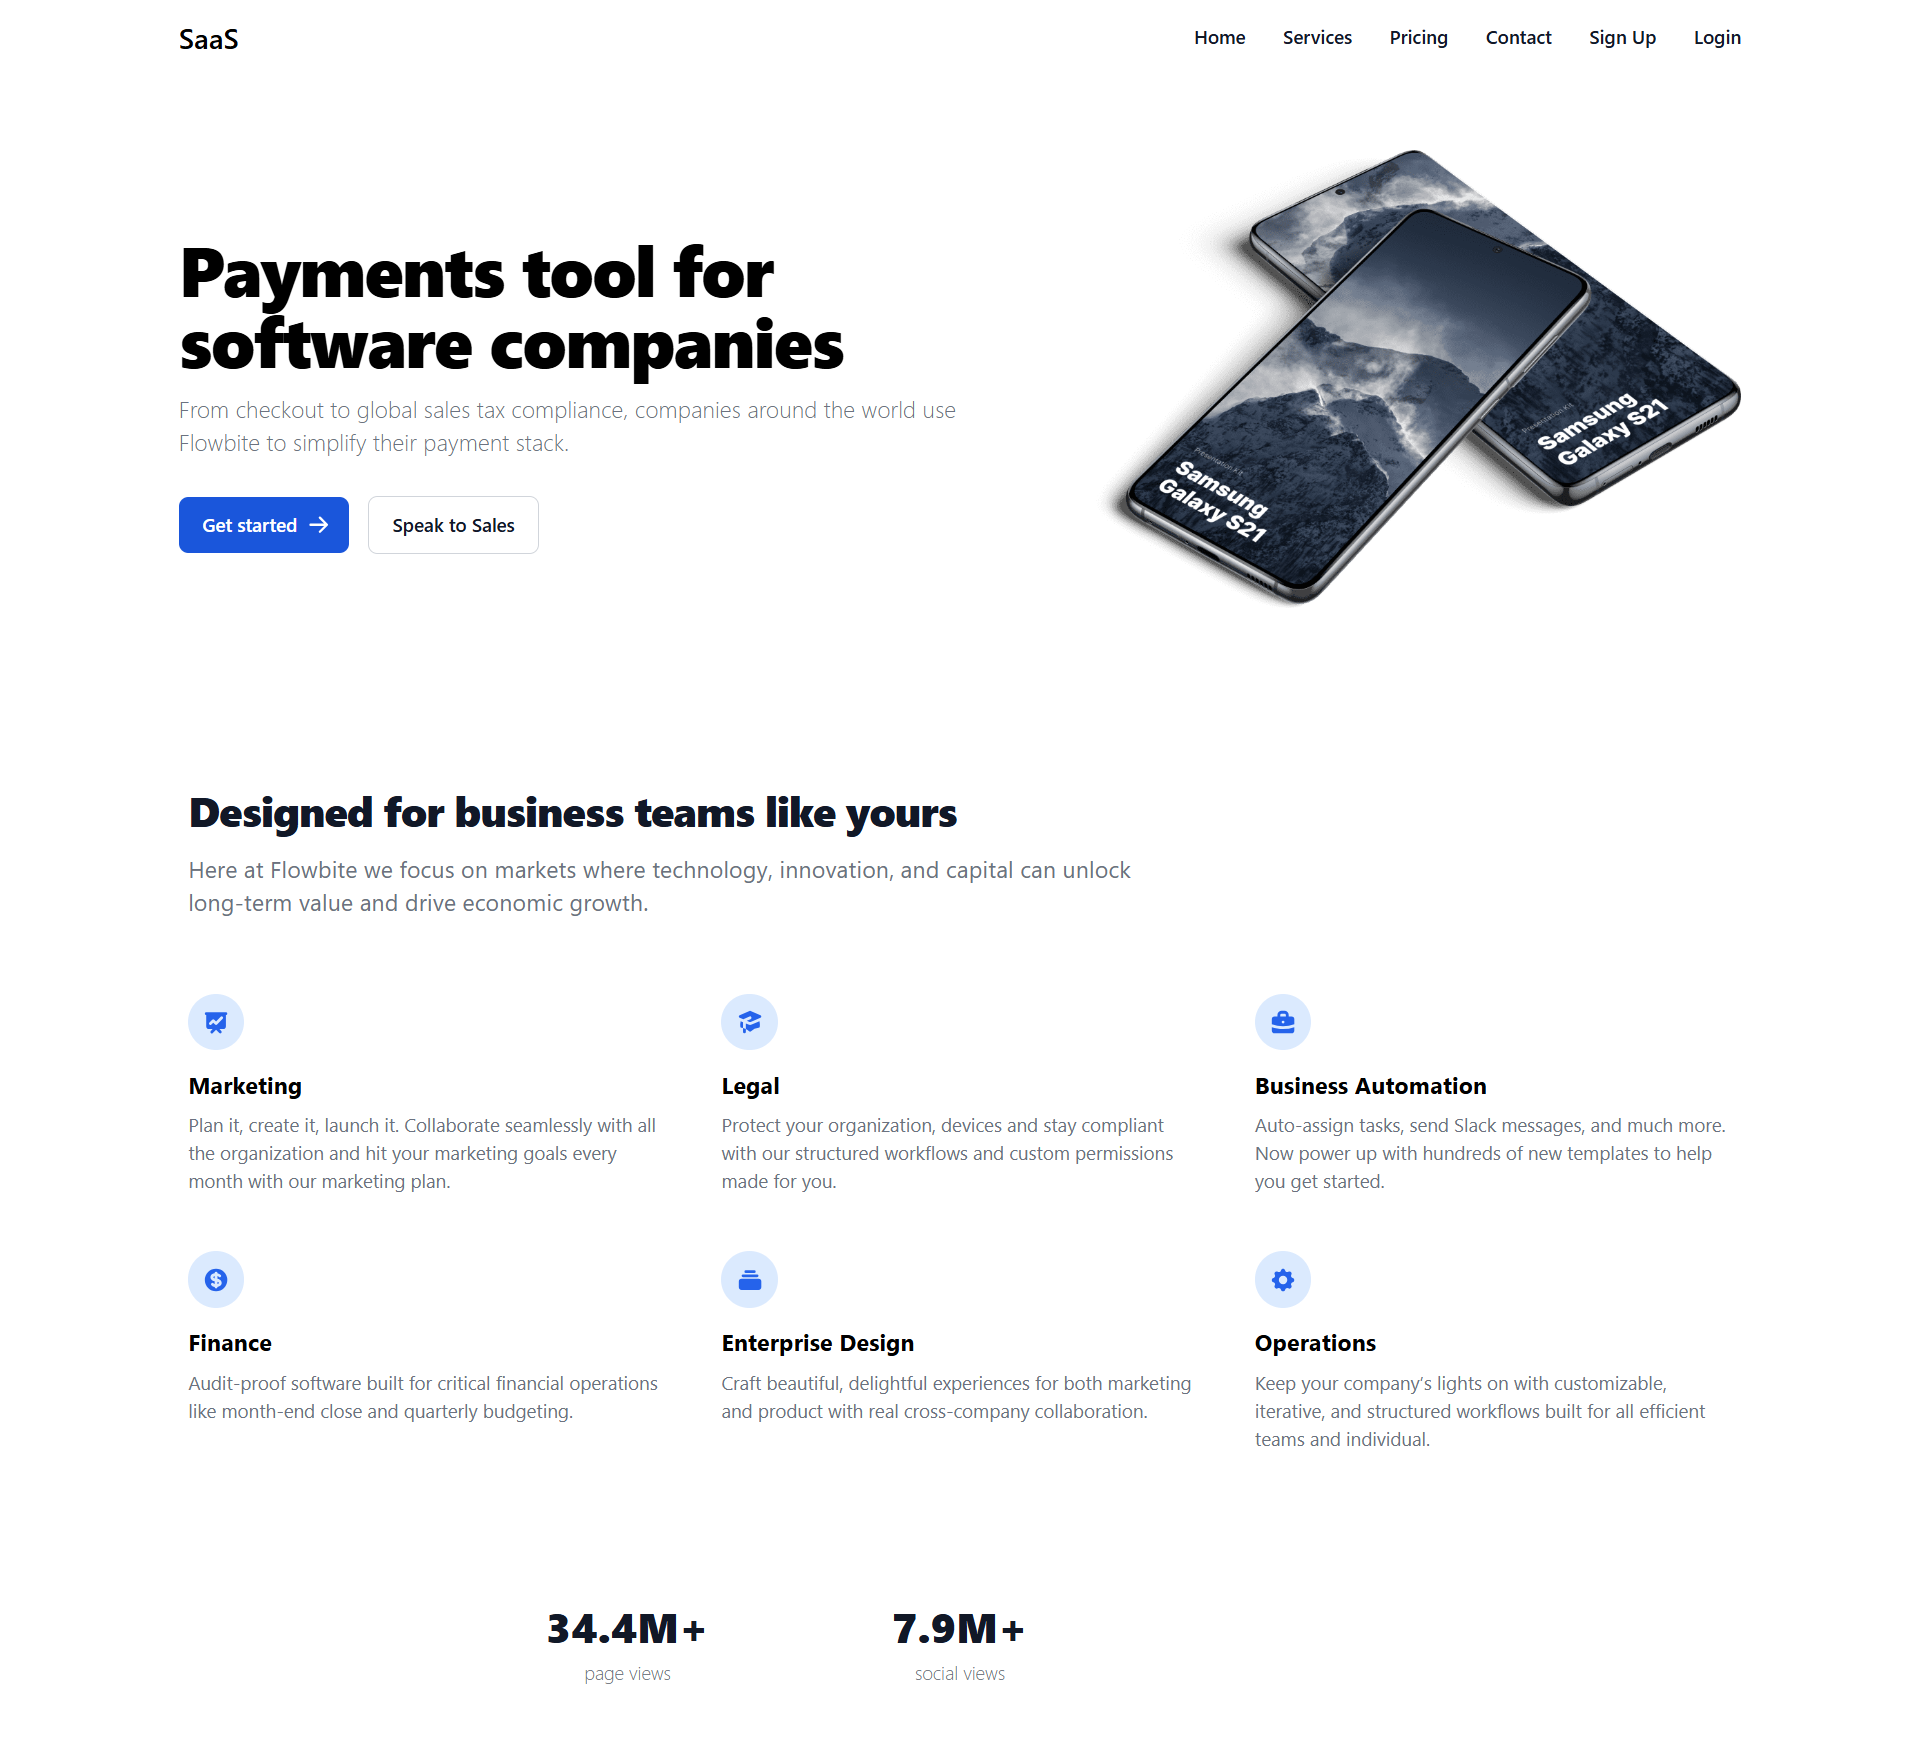 SaaS
Home Services Pricing Contact Sign Up Login
Payments tool for
software companies
From checkout to global sales tax compliance, companies around the world use
Flowbite to simplify their payment stack.
Get started
Speak to Sales
Presentation Kit
Samsung
Galaxy S21
Presentation Kit
Samsung
Galaxy S21
Designed for business teams like yours
Here at Flowbite we focus on markets where technology, innovation, and capital can unlock
long-term value and drive economic growth.
Marketing
Plan it, create it, launch it. Collaborate seamlessly with all
the organization and hit your marketing goals every
month with our marketing plan.
Legal
Protect your organization, devices and stay compliant
with our structured workflows and custom permissions
made for you.
Business Automation
Auto-assign tasks, send Slack messages, and much more.
Now power up with hundreds of new templates to help
you get started.
Finance
Audit-proof software built for critical financial operations
like month-end close and quarterly budgeting.
Enterprise Design
Craft beautiful, delightful experiences for both marketing
and product with real cross-company collaboration.
Operations
Keep your company’s lights on with customizable,
iterative, and structured workflows built for all efficient
teams and individual.
34.4M+
page views
7.9M+
social views